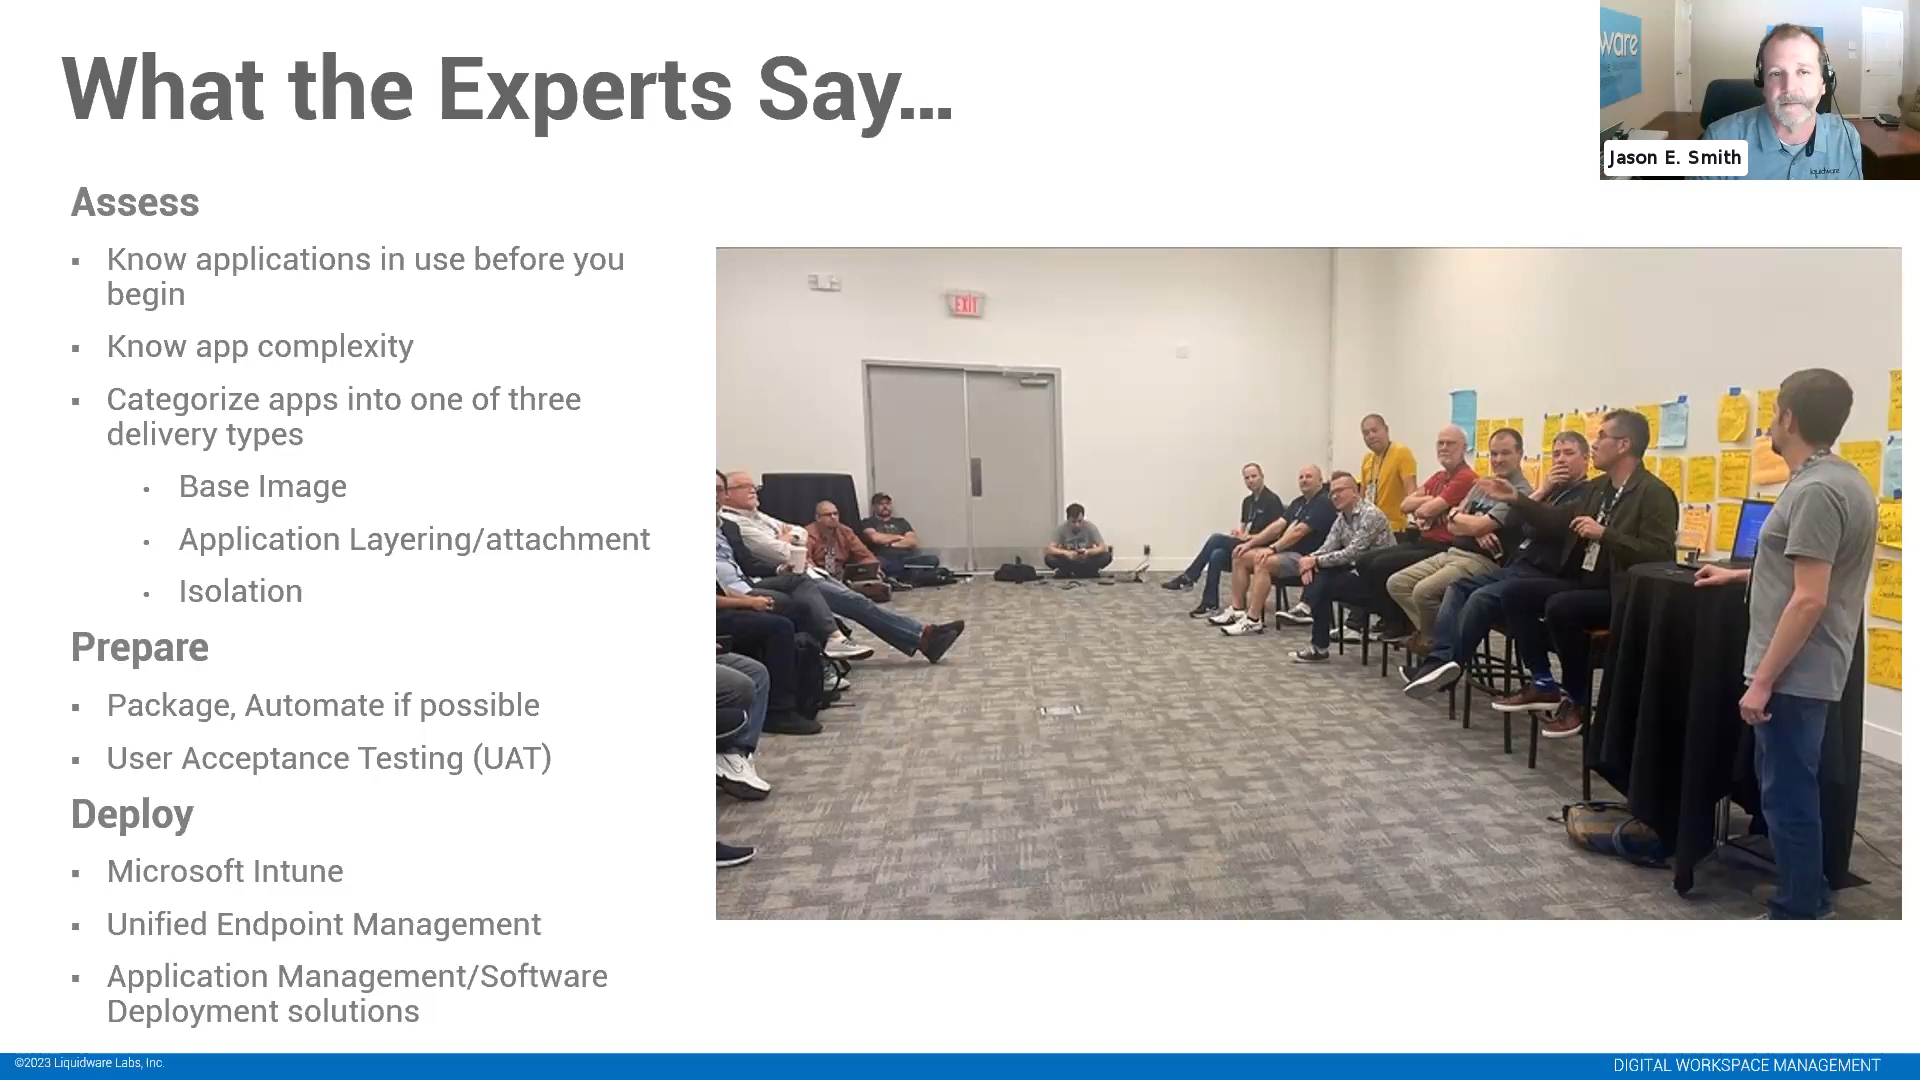 What the Experts Say...
ware
Jason E. Smith
liquidware
Assess
▪ Know applications in use before you
begin
▪ Know app complexity
▪ Categorize apps into one of three
delivery types
• Base Image
• Application Layering/attachment
• Isolation
Prepare
▪ Package, Automate if possible
▪ User Acceptance Testing (UAT)
Deploy
▪ Microsoft Intune
▪ Unified Endpoint Management
▪ Application Management/Software
Deployment solutions
EXIT
©2023 Liquidware Labs, Inc.
DIGITAL WORKSPACE MANAGEMENT